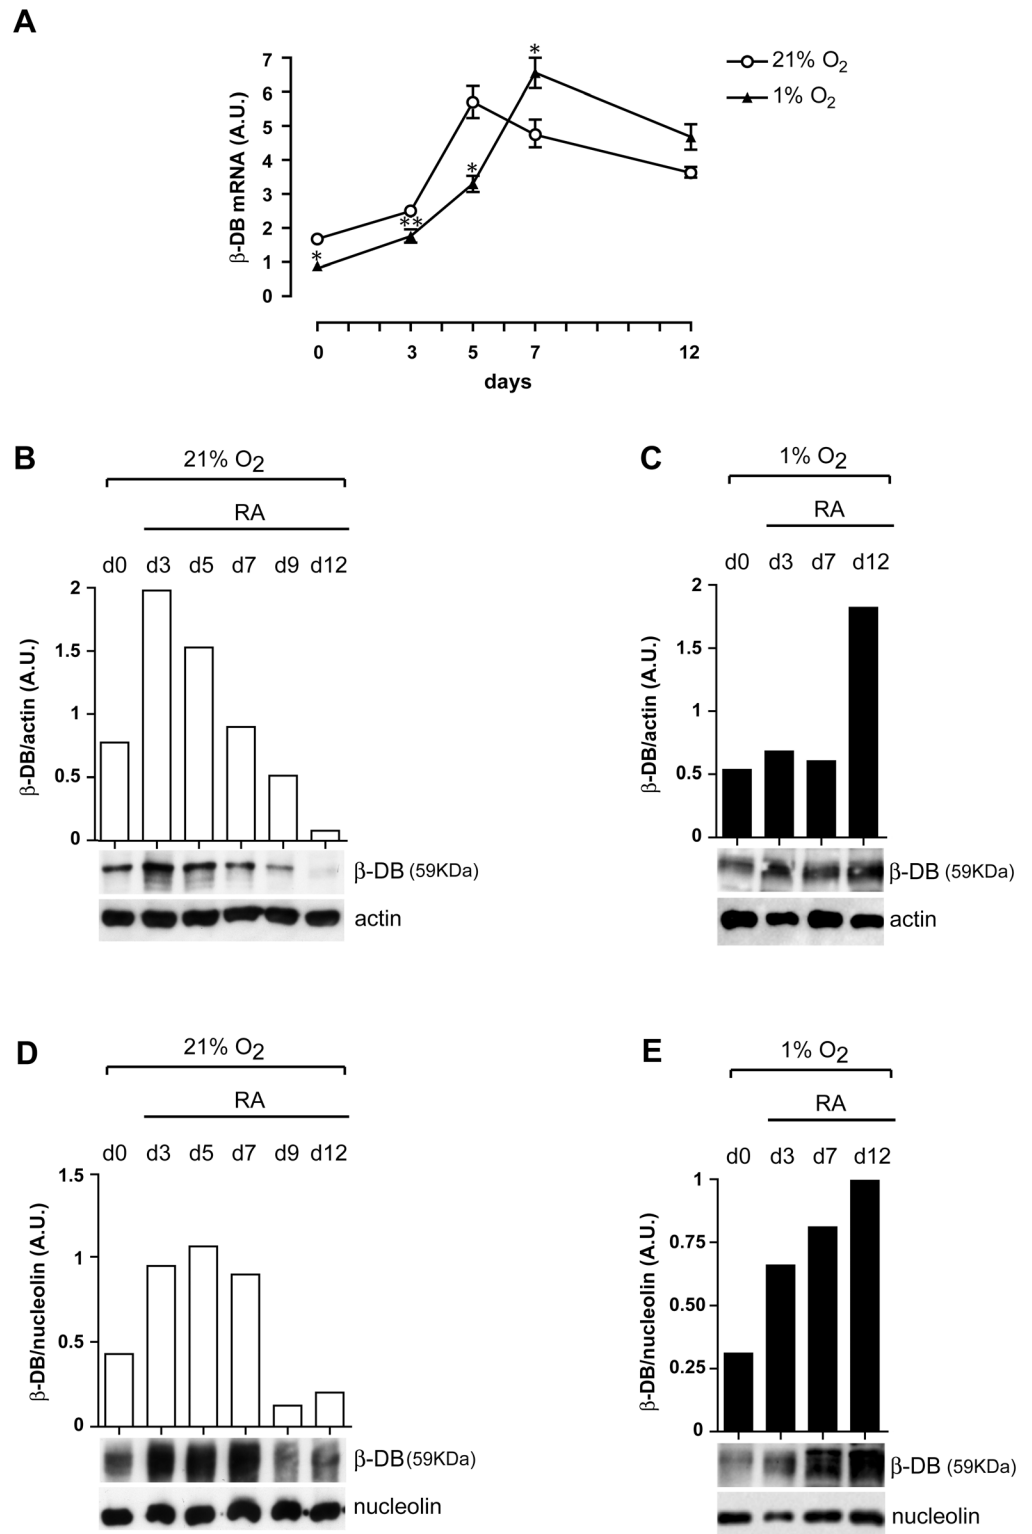 A
21% O2
1% O2
β-DB mRNA (A.U.)
7
6
5
4
3
2
1
0
*
**
*
*
0 3 5 7 12
days
B
21% O2
RA
d0 d3 d5 d7 d9 d12
β-DB/actin (A.U.)
2
1.5
1
0.5
0
β-DB (59KDa)
actin
C
1% O2
RA
d0 d3 d7 d12
β-DB/actin (A.U.)
2
1.5
1
0.5
0
β-DB (59KDa)
actin
D
21% O2
RA
d0 d3 d5 d7 d9 d12
β-DB/nucleolin (A.U.)
1.5
1
0.5
0
β-DB(59KDa)
nucleolin
E
1% O2
RA
d0 d3 d7 d12
β-DB/nucleolin (A.U.)
1
0.75
0.50
0.25
0
β-DB (59KDa)
nucleolin